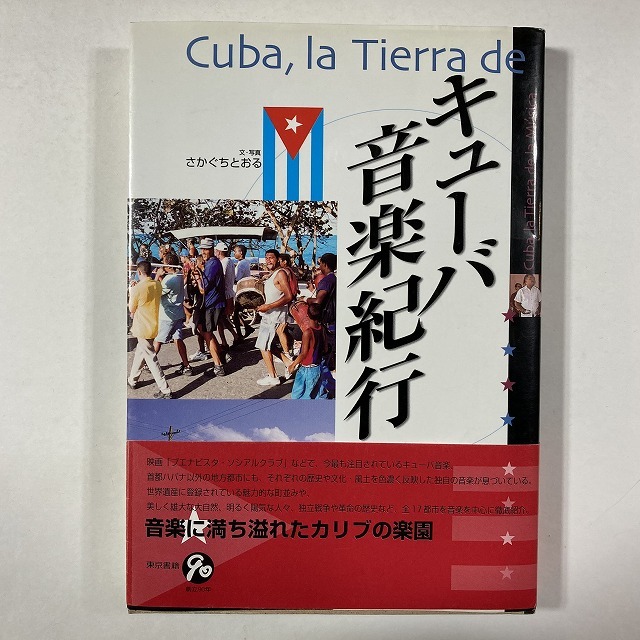 Cuba, la Tierra de
キューバ
音楽紀行
文・写真
さかぐちとおる
Cuba, la Tierra de la Música
映画「ブエナビスタ・ソシアルクラブ」などで、今最も注目されているキューバ音楽。
首都ハバナ以外の地方都市にも、それぞれの歴史や文化、風土を色濃く反映した独自の音楽が息づいている。
世界遺産に登録されている魅力的な町並みや、
美しく雄大な大自然、明るく陽気な人々、独立戦争や革命の歴史など、全17都市を音楽を中心に徹底紹介
音楽に満ち溢れたカリブの楽園
東京書籍
90